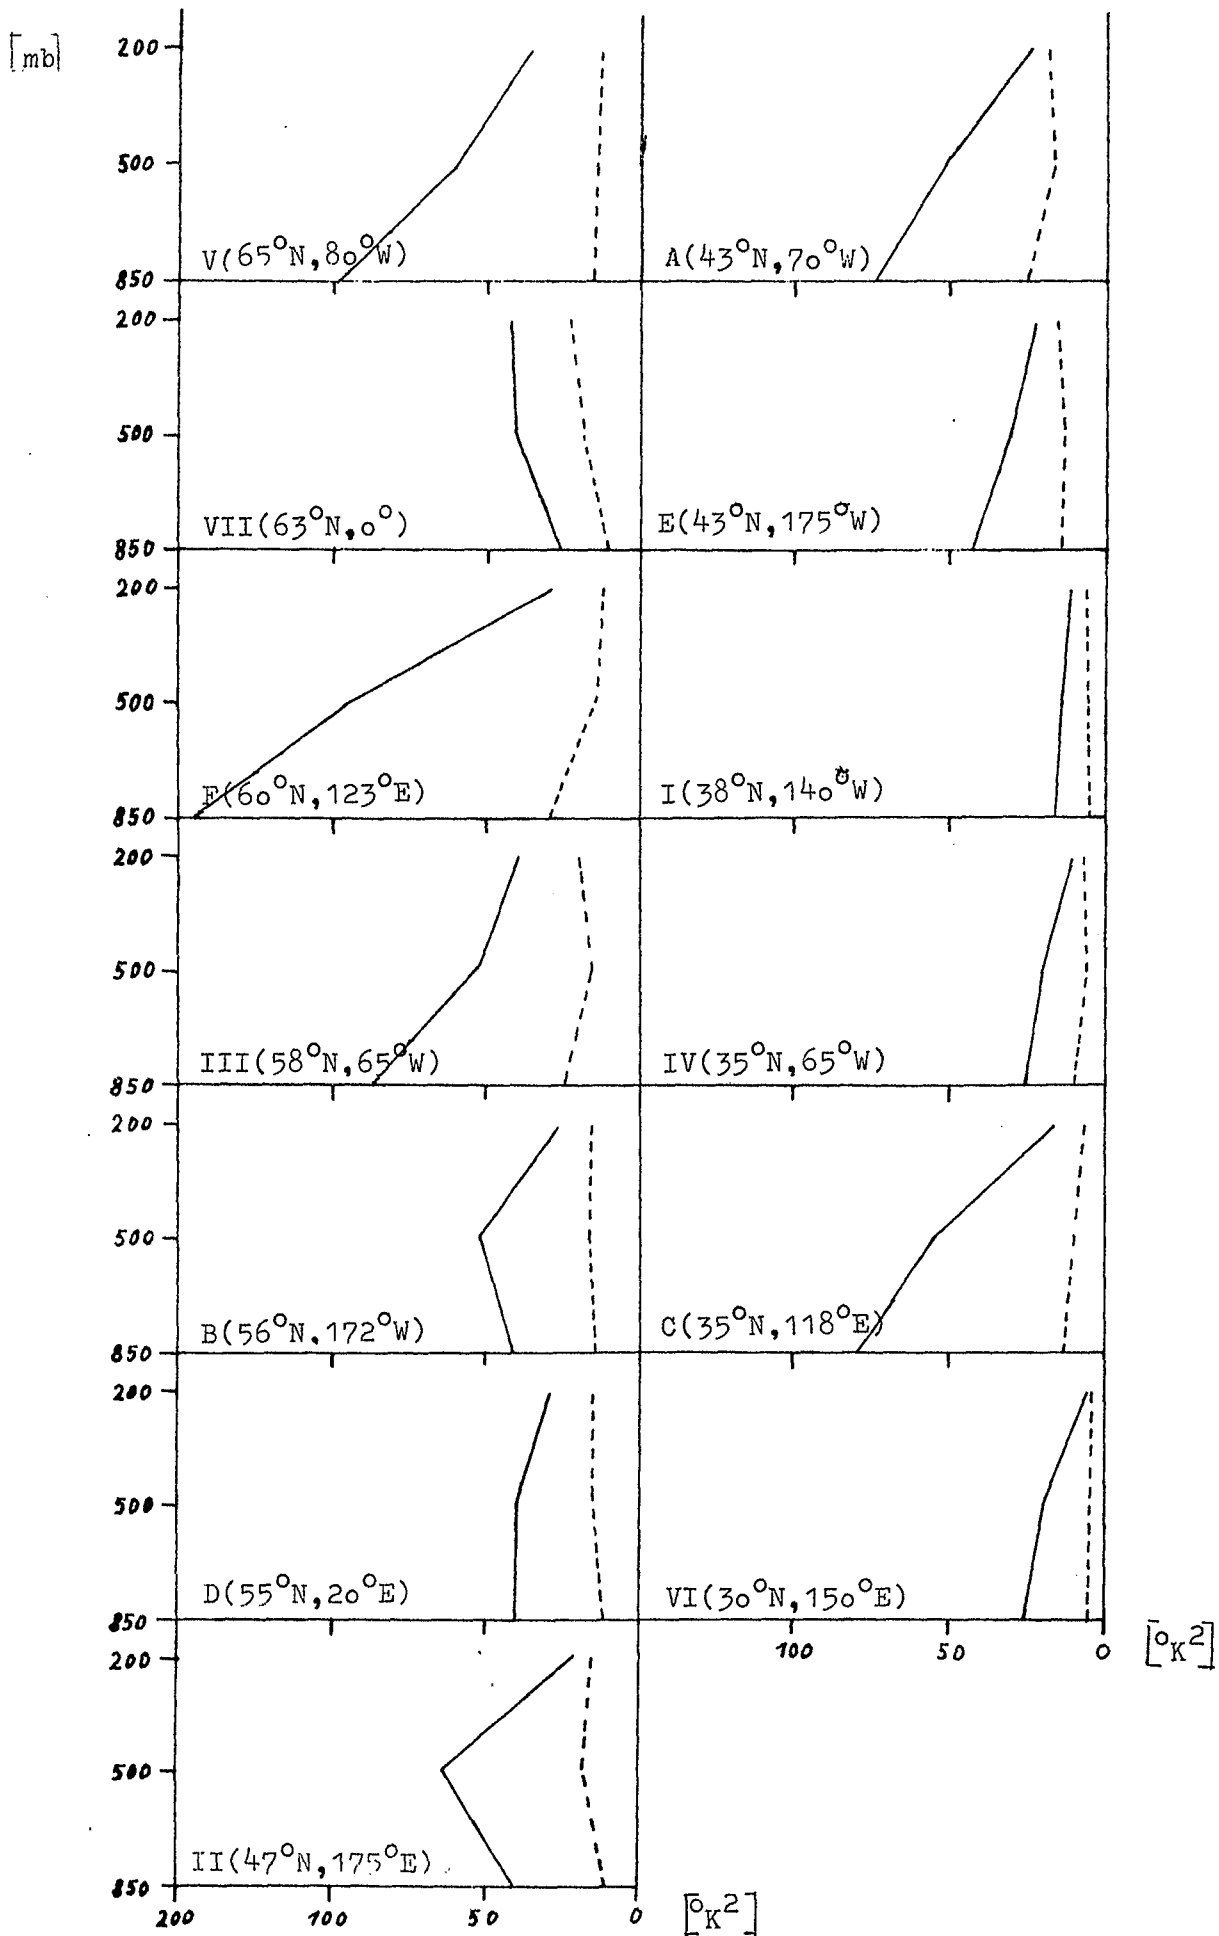 [mb]
200
500
V(65°N,80°W)
A(43°N,70°W)
850
200
500
VII(63°N,0°)
E(43°N,175°W)
850
200
500
F(60°N,123°E)
I(38°N,140°W)
850
200
500
III(58°N,65°W)
IV(35°N,65°W)
850
200
500
B(56°N,172°W)
C(35°N,118°E)
850
200
500
D(55°N,20°E)
VI(30°N,150°E)
850
100 50 0 [°K²]
200
500
II(47°N,175°E)
850
200 100 50 0 [°K²]